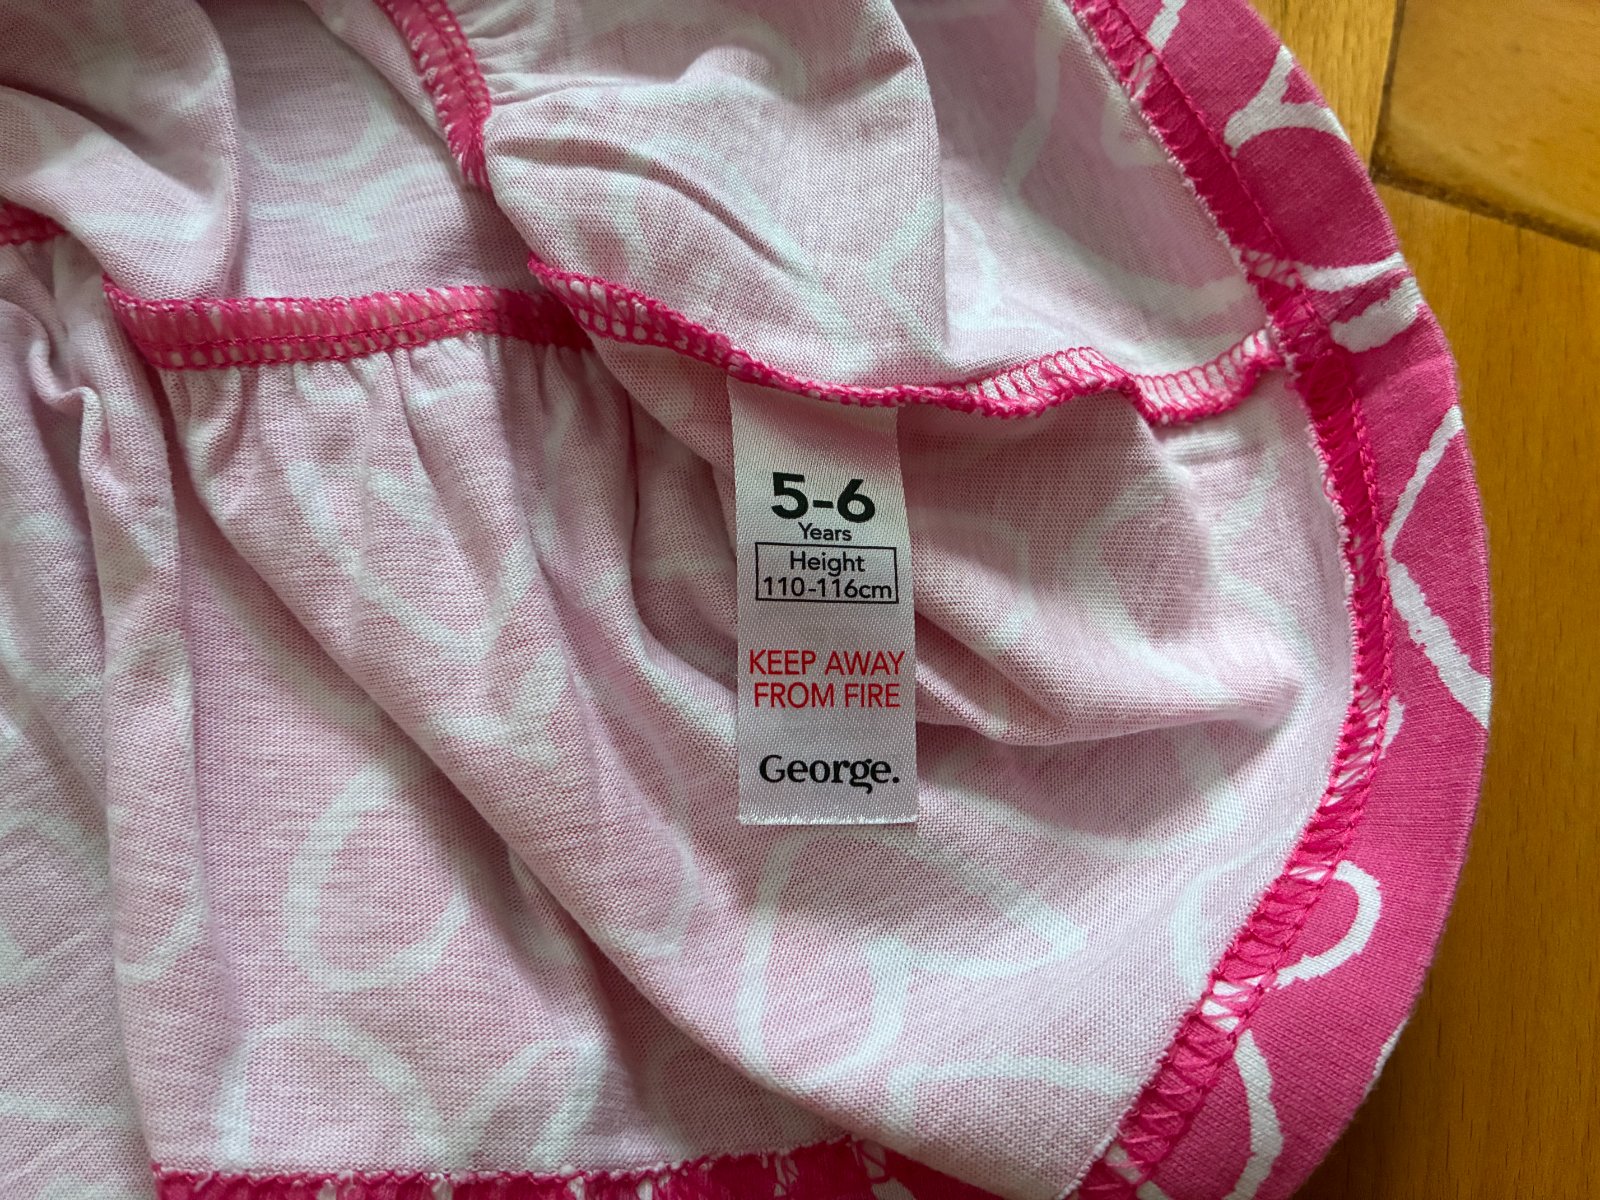 5-6
Years
Height
110-116cm
KEEP AWAY
FROM FIRE
George.